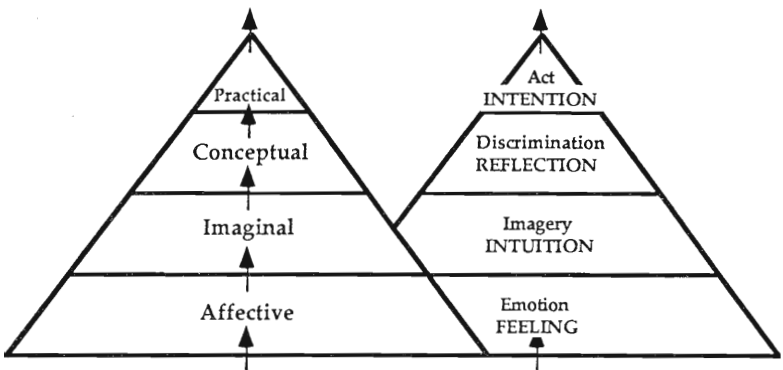 Practical
Conceptual
Imaginal
Affective
Act
INTENTION
Discrimination
REFLECTION
Imagery
INTUITION
Emotion
FEELING